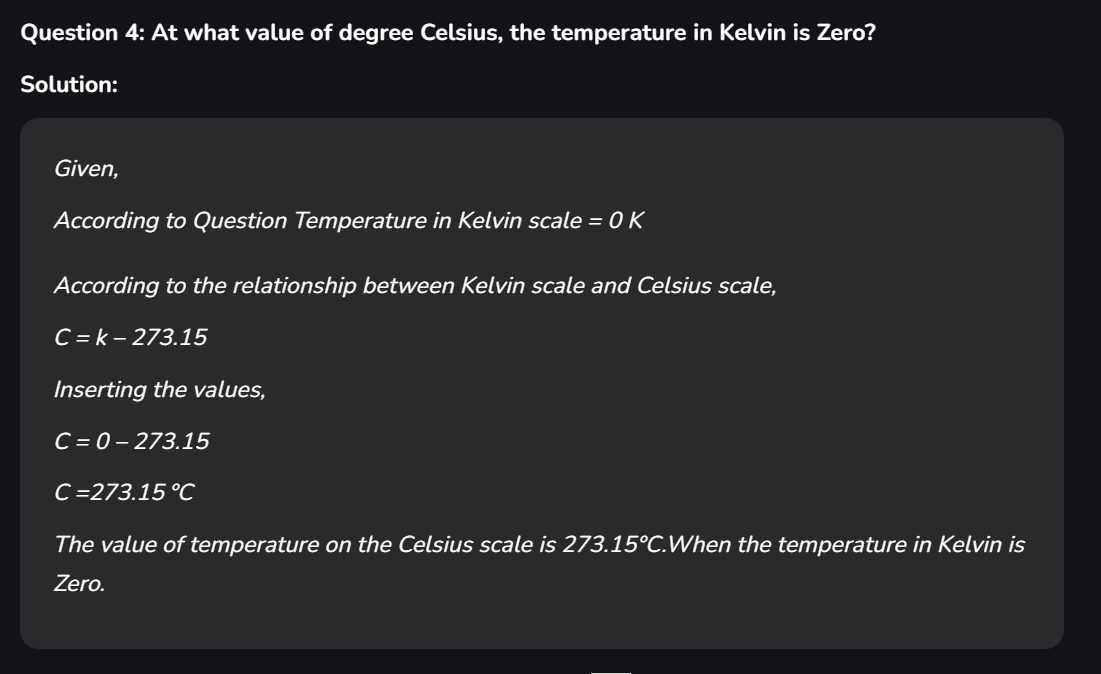 Question 4: At what value of degree Celsius, the temperature in Kelvin is Zero?
Solution:
Given,
According to Question Temperature in Kelvin scale = 0 K
According to the relationship between Kelvin scale and Celsius scale,
C = k – 273.15
Inserting the values,
C = 0 – 273.15
C =273.15 °C
The value of temperature on the Celsius scale is 273.15°C.When the temperature in Kelvin is
Zero.